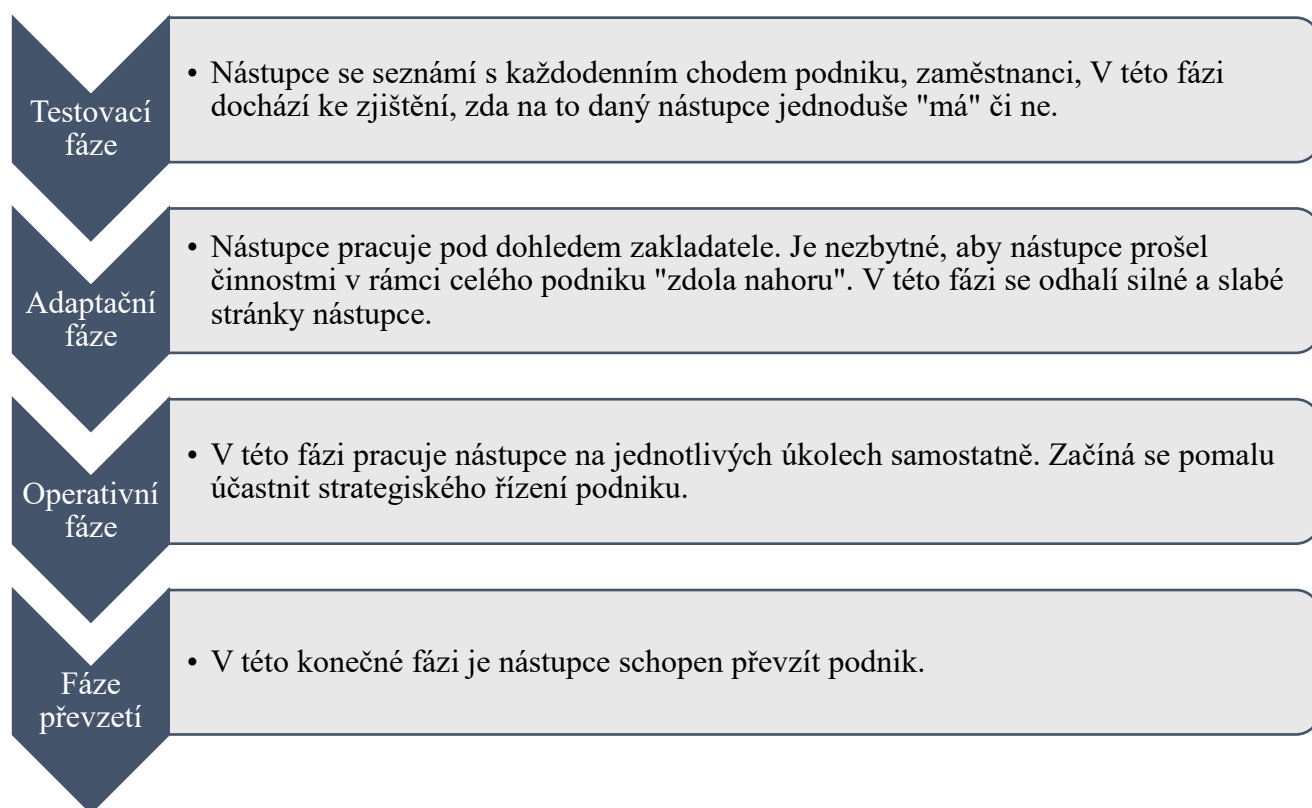 Testovací
fáze
• Nástupce se seznámí s každodenním chodem podniku, zaměstnanci, V této fázi
dochází ke zjištění, zda na to daný nástupce jednoduše "má" či ne.
Adaptační
fáze
• Nástupce pracuje pod dohledem zakladatele. Je nezbytné, aby nástupce prošel
činnostmi v rámci celého podniku "zdola nahoru". V této fázi se odhalí silné a slabé
stránky nástupce.
Operativní
fáze
• V této fázi pracuje nástupce na jednotlivých úkolech samostatně. Začíná se pomalu
účastnit strategiského řízení podniku.
Fáze
převzetí
• V této konečné fázi je nástupce schopen převzít podnik.